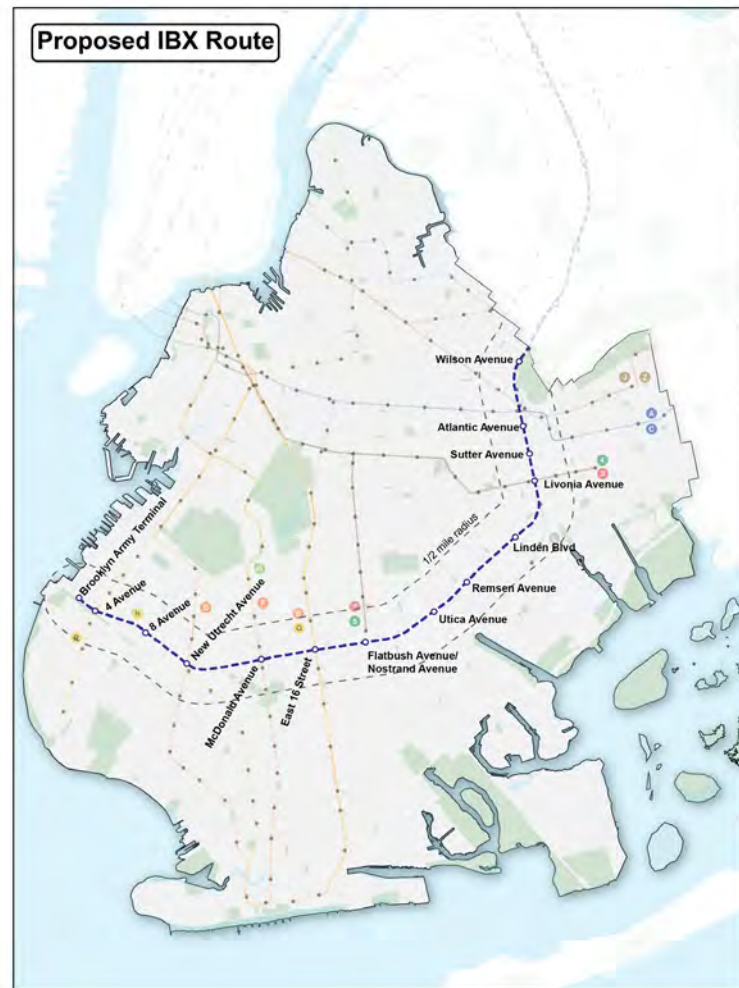 Proposed IBX Route
Wilson Avenue
J
Z
A
C
Atlantic Avenue
Sutter Avenue
Livonia Avenue
Linden Blvd
1/2 mile radius
Remsen Avenue
Utica Avenue
Flatbush Avenue/
Nostrand Avenue
East 16 Street
McDonald Avenue
New Utrecht Avenue
8 Avenue
4 Avenue
Brooklyn Army Terminal
N
R
D
F
Q
5